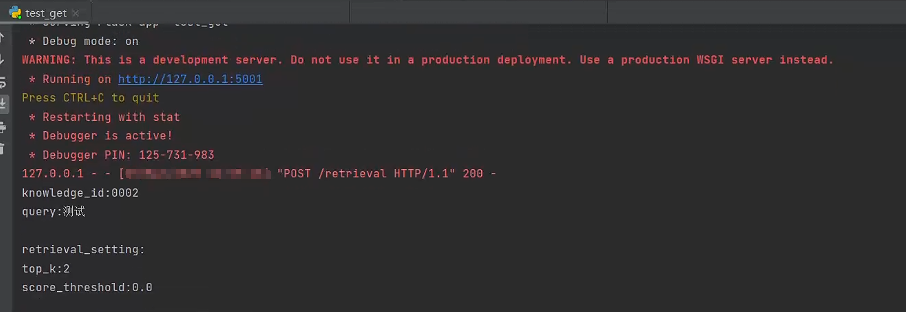 test_get
* Serving Flask app 'test_get'
* Debug mode: on
WARNING: This is a development server. Do not use it in a production deployment. Use a production WSGI server instead.
* Running on http://127.0.0.1:5001
Press CTRL+C to quit
* Restarting with stat
* Debugger is active!
* Debugger PIN: 125-731-983
127.0.0.1 - - [ ] "POST /retrieval HTTP/1.1" 200 -
knowledge_id:0002
query:测试
retrieval_setting:
top_k:2
score_threshold:0.0